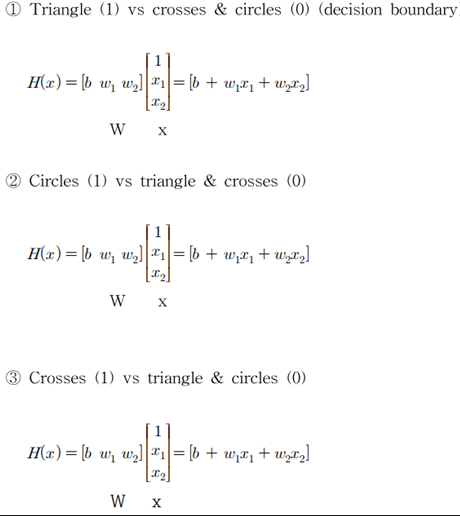 ① Triangle (1) vs crosses & circles (0) (decision boundary
H(x) = [b w₁ w₂] [1 x₁ x₂] = [b + w₁x₁ + w₂x₂]
W x
② Circles (1) vs triangle & crosses (0)
H(x) = [b w₁ w₂] [1 x₁ x₂] = [b + w₁x₁ + w₂x₂]
W x
③ Crosses (1) vs triangle & circles (0)
H(x) = [b w₁ w₂] [1 x₁ x₂] = [b + w₁x₁ + w₂x₂]
W x